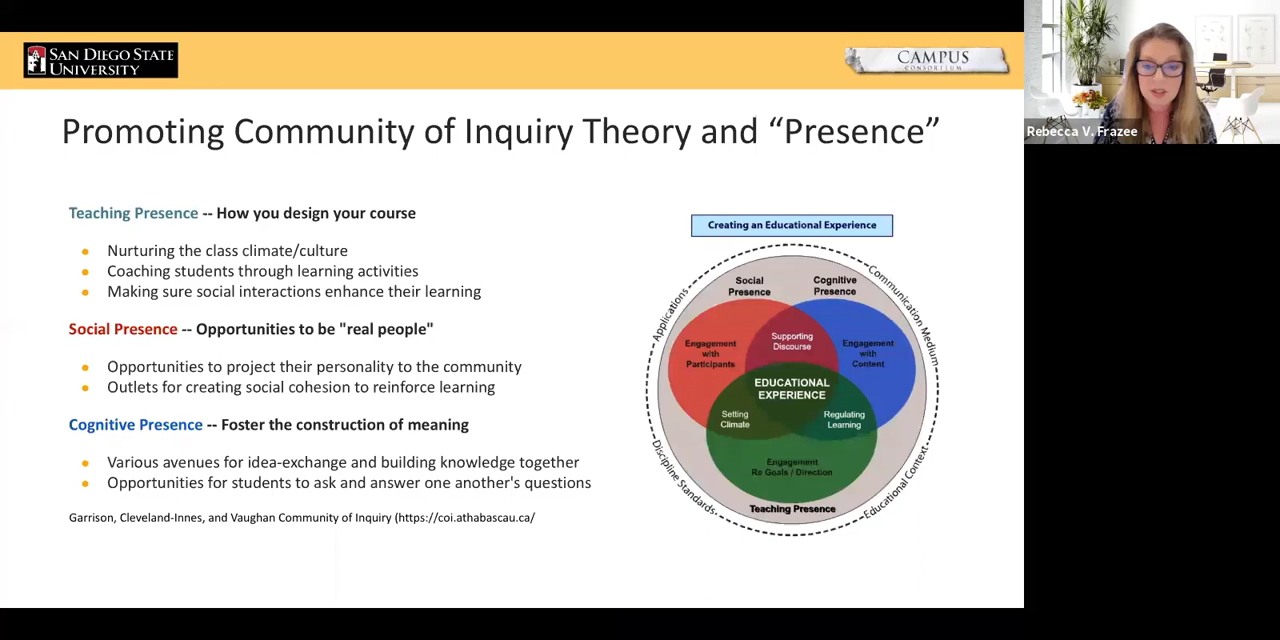 SAN DIEGO STATE
UNIVERSITY
CAMPUS
CONSORTIUM
Rebecca V. Frazee
Promoting Community of Inquiry Theory and “Presence”
Teaching Presence -- How you design your course
Nurturing the class climate/culture
Coaching students through learning activities
Making sure social interactions enhance their learning
Social Presence -- Opportunities to be "real people"
Opportunities to project their personality to the community
Outlets for creating social cohesion to reinforce learning
Cognitive Presence -- Foster the construction of meaning
Various avenues for idea-exchange and building knowledge together
Opportunities for students to ask and answer one another's questions
Garrison, Cleveland-Innes, and Vaughan Community of Inquiry (https://coi.athabascau.ca/
Creating an Educational Experience
Applications
Communication Medium
Social
Presence
Cognitive
Presence
Supporting
Discourse
Engagement
with
Participants
Engagement
with
Content
EDUCATIONAL
EXPERIENCE
Setting
Climate
Regulating
Learning
Engagement
Re Goals / Direction
Teaching Presence
Discipline Standards
Educational Context